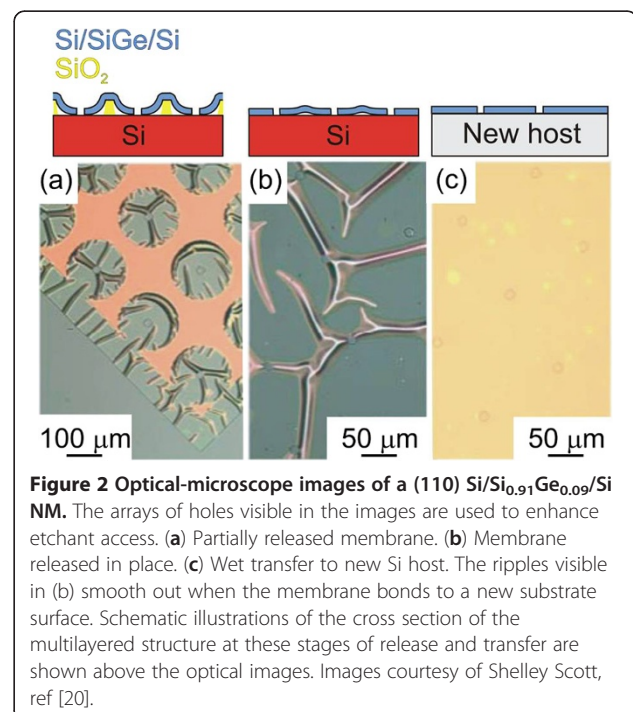 Si/SiGe/Si
SiO2
Si
Si
New host
(a)
(b)
(c)
100 μm
50 μm
50 μm
Figure 2 Optical-microscope images of a (110) Si/Si0.91Ge0.09/Si
NM. The arrays of holes visible in the images are used to enhance
etchant access. (a) Partially released membrane. (b) Membrane
released in place. (c) Wet transfer to new Si host. The ripples visible
in (b) smooth out when the membrane bonds to a new substrate
surface. Schematic illustrations of the cross section of the
multilayered structure at these stages of release and transfer are
shown above the optical images. Images courtesy of Shelley Scott,
ref [20].